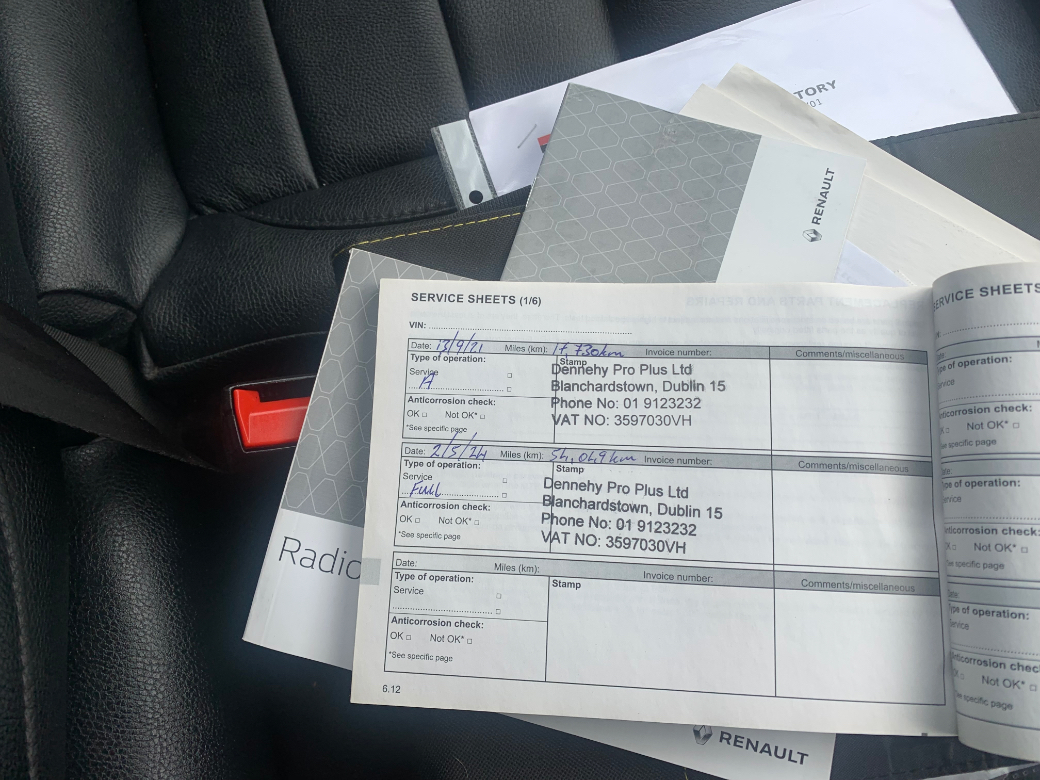 TORY
RENAULT
SERVICE SHEETS (1/6)
VIN:
Date: 13/9/21 Miles (km): 17,730km Invoice number: Comments/miscellaneous
Type of operation: Stamp
Service Dennehy Pro Plus Ltd
A Blanchardstown, Dublin 15
Anticorrosion check: Phone No: 01 9123232
OK Not OK* VAT NO: 3597030VH
*See specific page
Date: 2/5/24 Miles (km): 54,049km Invoice number: Comments/miscellaneous
Type of operation: Stamp
Service Dennehy Pro Plus Ltd
Full Blanchardstown, Dublin 15
Anticorrosion check: Phone No: 01 9123232
OK Not OK* VAT NO: 3597030VH
*See specific page
Date: Miles (km): Invoice number: Comments/miscellaneous
Type of operation: Stamp
Service
Anticorrosion check:
OK Not OK*
*See specific page
6.12
SERVICE SHEETS
Type of operation:
Service
Anticorrosion check:
Not OK*
See specific page
Type of operation:
Service
Anticorrosion check:
Not OK*
See specific page
Type of operation:
Service
Anticorrosion check:
Not OK*
See specific page
Radio
RENAULT